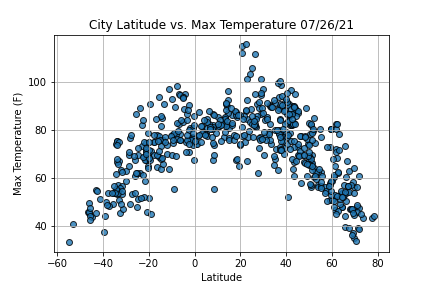 City Latitude vs. Max Temperature 07/26/21
Max Temperature (F)
100
80
60
40
−60 −40 −20 0 20 40 60 80
Latitude